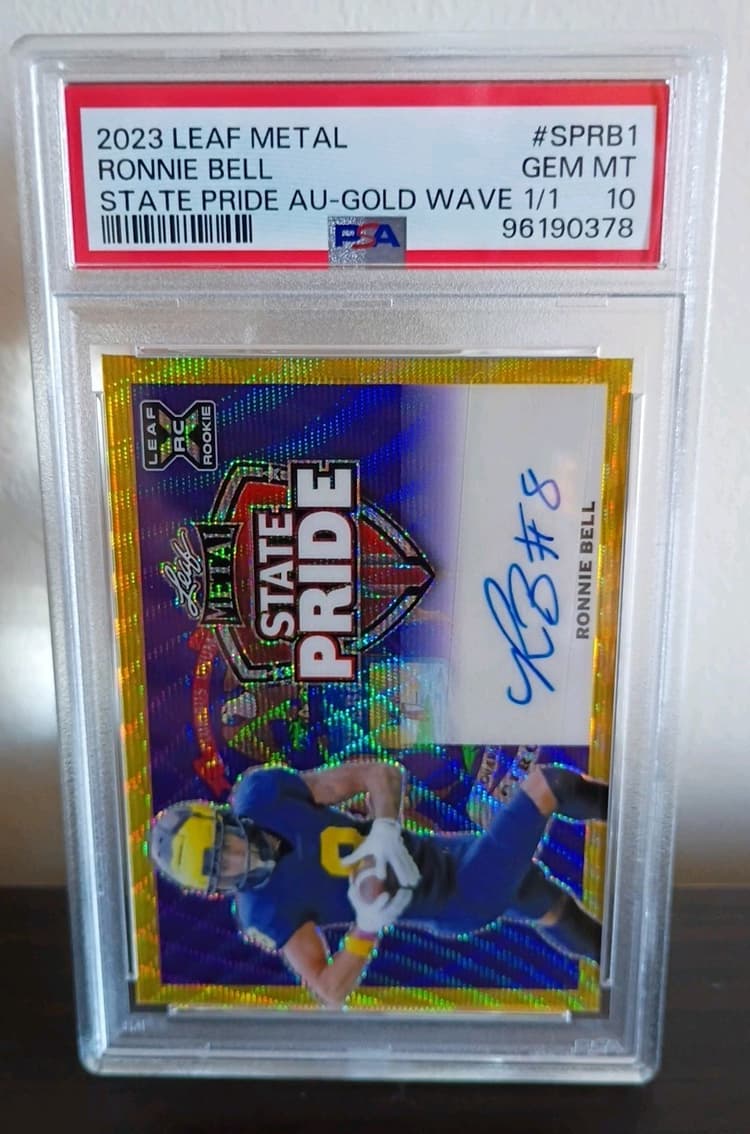 2023 LEAF METAL #SPRB1
RONNIE BELL GEM MT
STATE PRIDE AU-GOLD WAVE 1/1 10
PSA 96190378
LEAF
RC
ROOKIE
Leaf
METAL
STATE
PRIDE
RB #8
RONNIE BELL